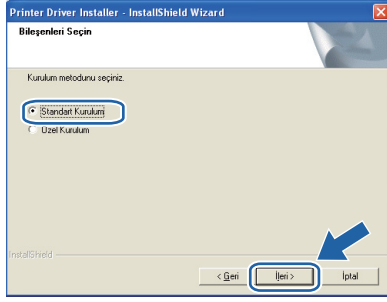 Printer Driver Installer - InstallShield Wizard
Bileşenleri Seçin
Kurulum metodunu seçiniz.
Standart Kurulum
Özel Kurulum
InstallShield
< Geri İleri > İptal